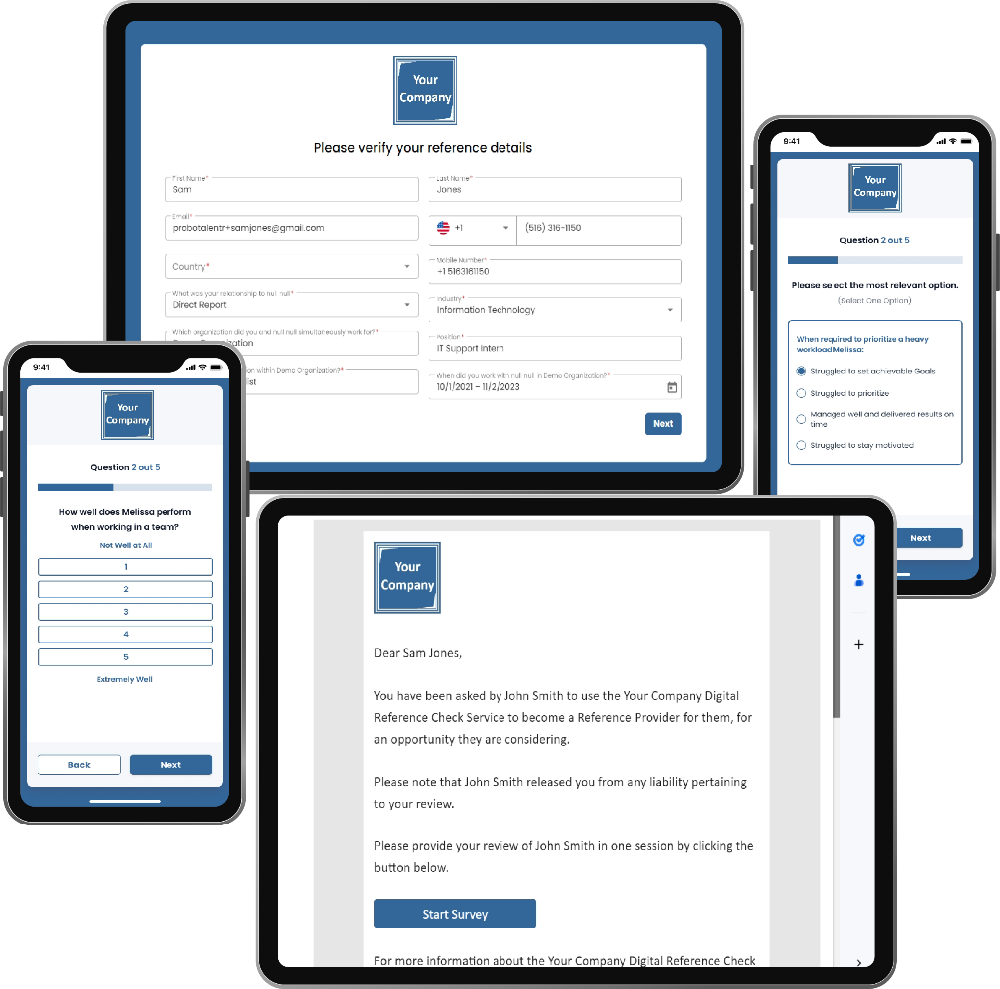 Your
Company
Please verify your reference details
First Name*
Last Name*
Sam
Jones
Email*
probotalentr+samjones@gmail.com
+1
(516) 316-1150
Country*
Mobile Number*
+1 5163161150
What was your relationship to null null?*
Direct Report
Industry*
Information Technology
Which organization did you and null null simultaneously work for?*
Position*
IT Support Intern
on within Demo Organization?*
list
When did you work with null null in Demo Organization?*
10/1/2021 – 11/2/2023
Next
9:41
Your
Company
Question 2 out 5
Please select the most relevant option.
(Select One Option)
When required to prioritize a heavy
workload Melissa:
Struggled to set achievable Goals
Struggled to prioritize
Managed well and delivered results on
time
Struggled to stay motivated
Next
9:41
Your
Company
Question 2 out 5
How well does Melissa perform
when working in a team?
Not Well at All
1
2
3
4
5
Extremely Well
Back
Next
Your
Company
Dear Sam Jones,
You have been asked by John Smith to use the Your Company Digital
Reference Check Service to become a Reference Provider for them, for
an opportunity they are considering.
Please note that John Smith released you from any liability pertaining
to your review.
Please provide your review of John Smith in one session by clicking the
button below.
Start Survey
For more information about the Your Company Digital Reference Check